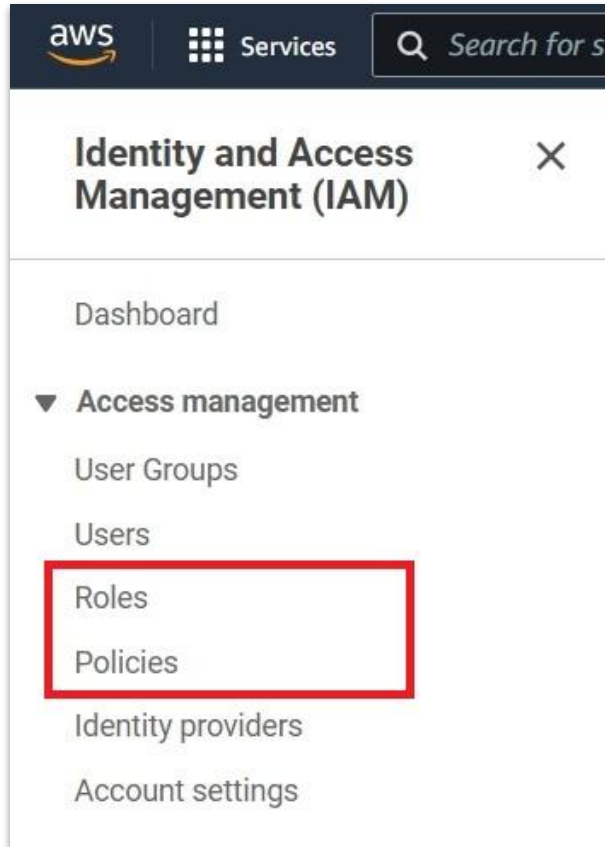 aws
Services
Search for s
Identity and Access
Management (IAM)
Dashboard
Access management
User Groups
Users
Roles
Policies
Identity providers
Account settings